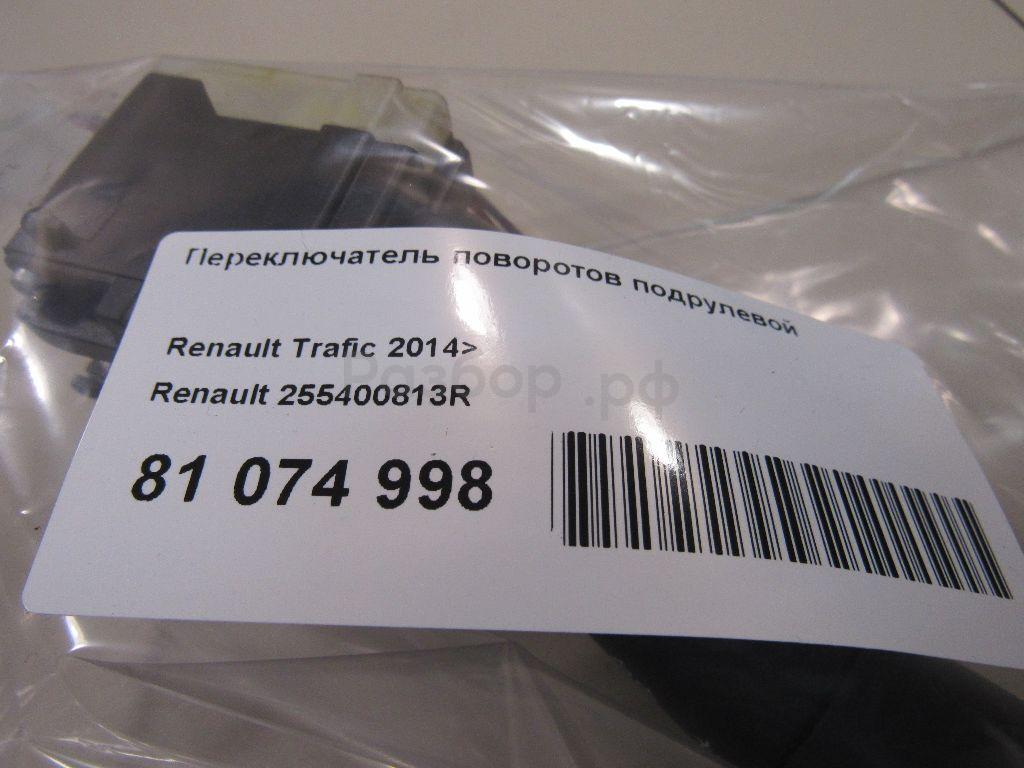 Переключатель поворотов подрулевой
Renault Trafic 2014>
Разбор.рф
Renault 255400813R
81 074 998